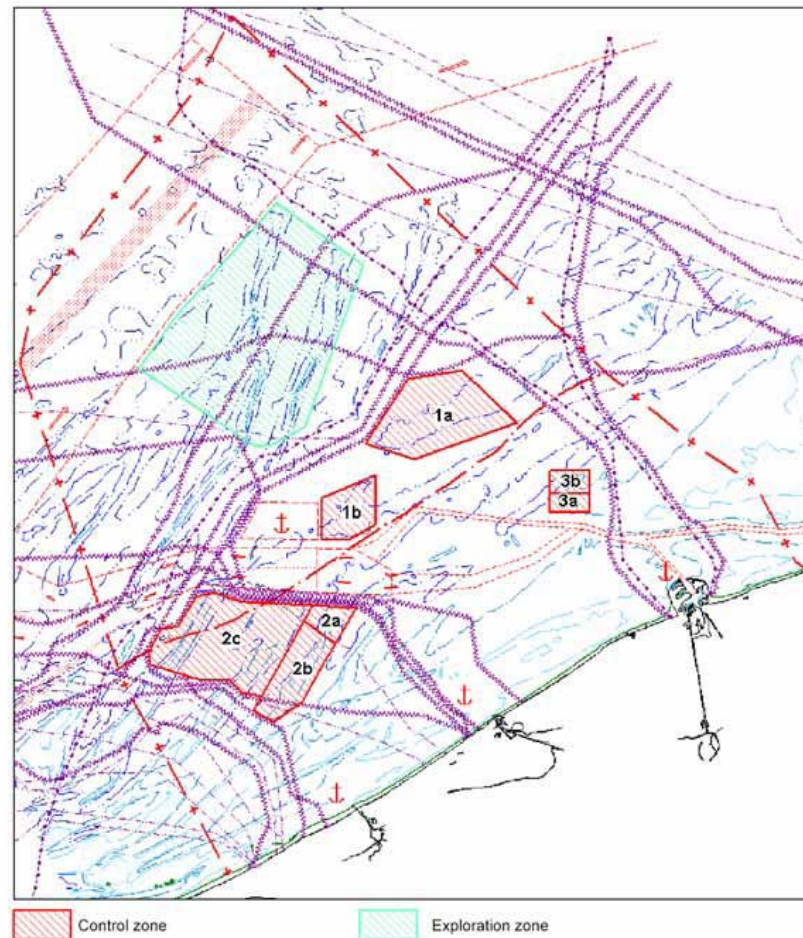 1a
3b
1b
3a
2a
2c
2b
Control zone
Exploration zone